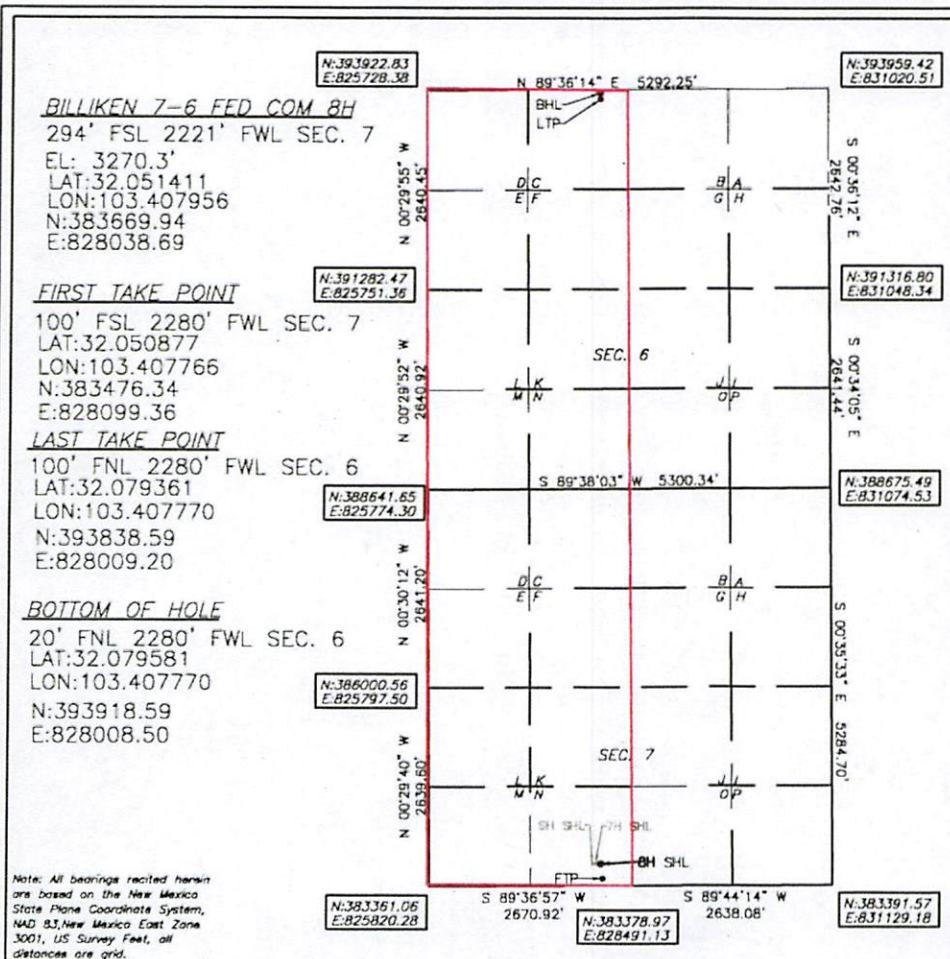 BILLIKEN 7-6 FED COM 8H
294' FSL 2221' FWL SEC. 7
EL: 3270.3'
LAT:32.051411
LON:103.407956
N:383669.94
E:828038.69
FIRST TAKE POINT
100' FSL 2280' FWL SEC. 7
LAT:32.050877
LON:103.407766
N:383476.34
E:828099.36
LAST TAKE POINT
100' FNL 2280' FWL SEC. 6
LAT:32.079361
LON:103.407770
N:393838.59
E:828009.20
BOTTOM OF HOLE
20' FNL 2280' FWL SEC. 6
LAT:32.079581
LON:103.407770
N:393918.59
E:828008.50
Note: All bearings recited herein
are based on the New Mexico
State Plane Coordinate System,
NAD 83,New Mexico East Zone
3001, US Survey Feet, all
distances are grid.
N:393922.83
E:825728.38
N 89°36'14" E 5292.25'
N:393959.42
E:831020.51
BHL
LTP
N 00°29'55" W
2640.45'
D C
E F
B A
G H
S 00°36'12" E
2642.76'
N:391282.47
E:825751.36
N:391316.80
E:831048.34
SEC. 6
N 00°29'52" W
2640.92'
L K
M N
J I
O P
S 00°34'05" E
2641.44'
N:388641.65
E:825774.30
S 89°38'03" W 5300.34'
N:388675.49
E:831074.53
N 00°30'12" W
2641.20'
D C
E F
B A
G H
N:386000.56
E:825797.50
S 00°35'33" E 5284.70'
SEC. 7
N 00°29'40" W
2639.60'
L K
M N
J I
O P
7H SHL
8H SHL
FTP
N:383361.06
E:825820.28
S 89°36'57" W
2670.92'
N:383378.97
E:828491.13
S 89°44'14" W
2638.08'
N:383391.57
E:831129.18